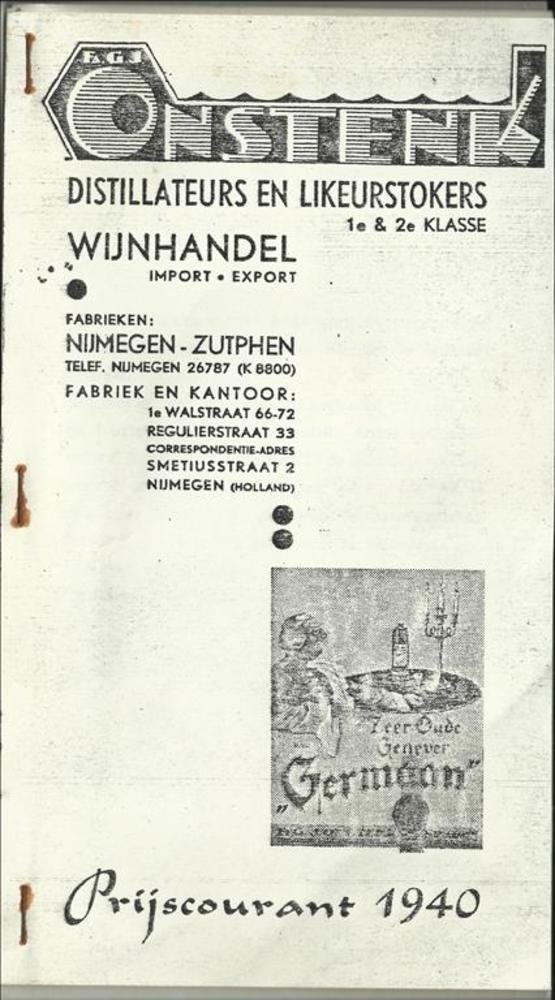 F.G.J.
ONSTENK
DISTILLATEURS EN LIKEURSTOKERS
1e & 2e KLASSE
WIJNHANDEL
IMPORT • EXPORT
FABRIEKEN:
NIJMEGEN - ZUTPHEN
TELEF. NIJMEGEN 26787 (K 8800)
FABRIEK EN KANTOOR:
1e WALSTRAAT 66-72
REGULIERSTRAAT 33
CORRESPONDENTIE-ADRES
SMETIUSSTRAAT 2
NIJMEGEN (HOLLAND)
Zeer Oude
Genever
„Germaan"
Prijscourant 1940